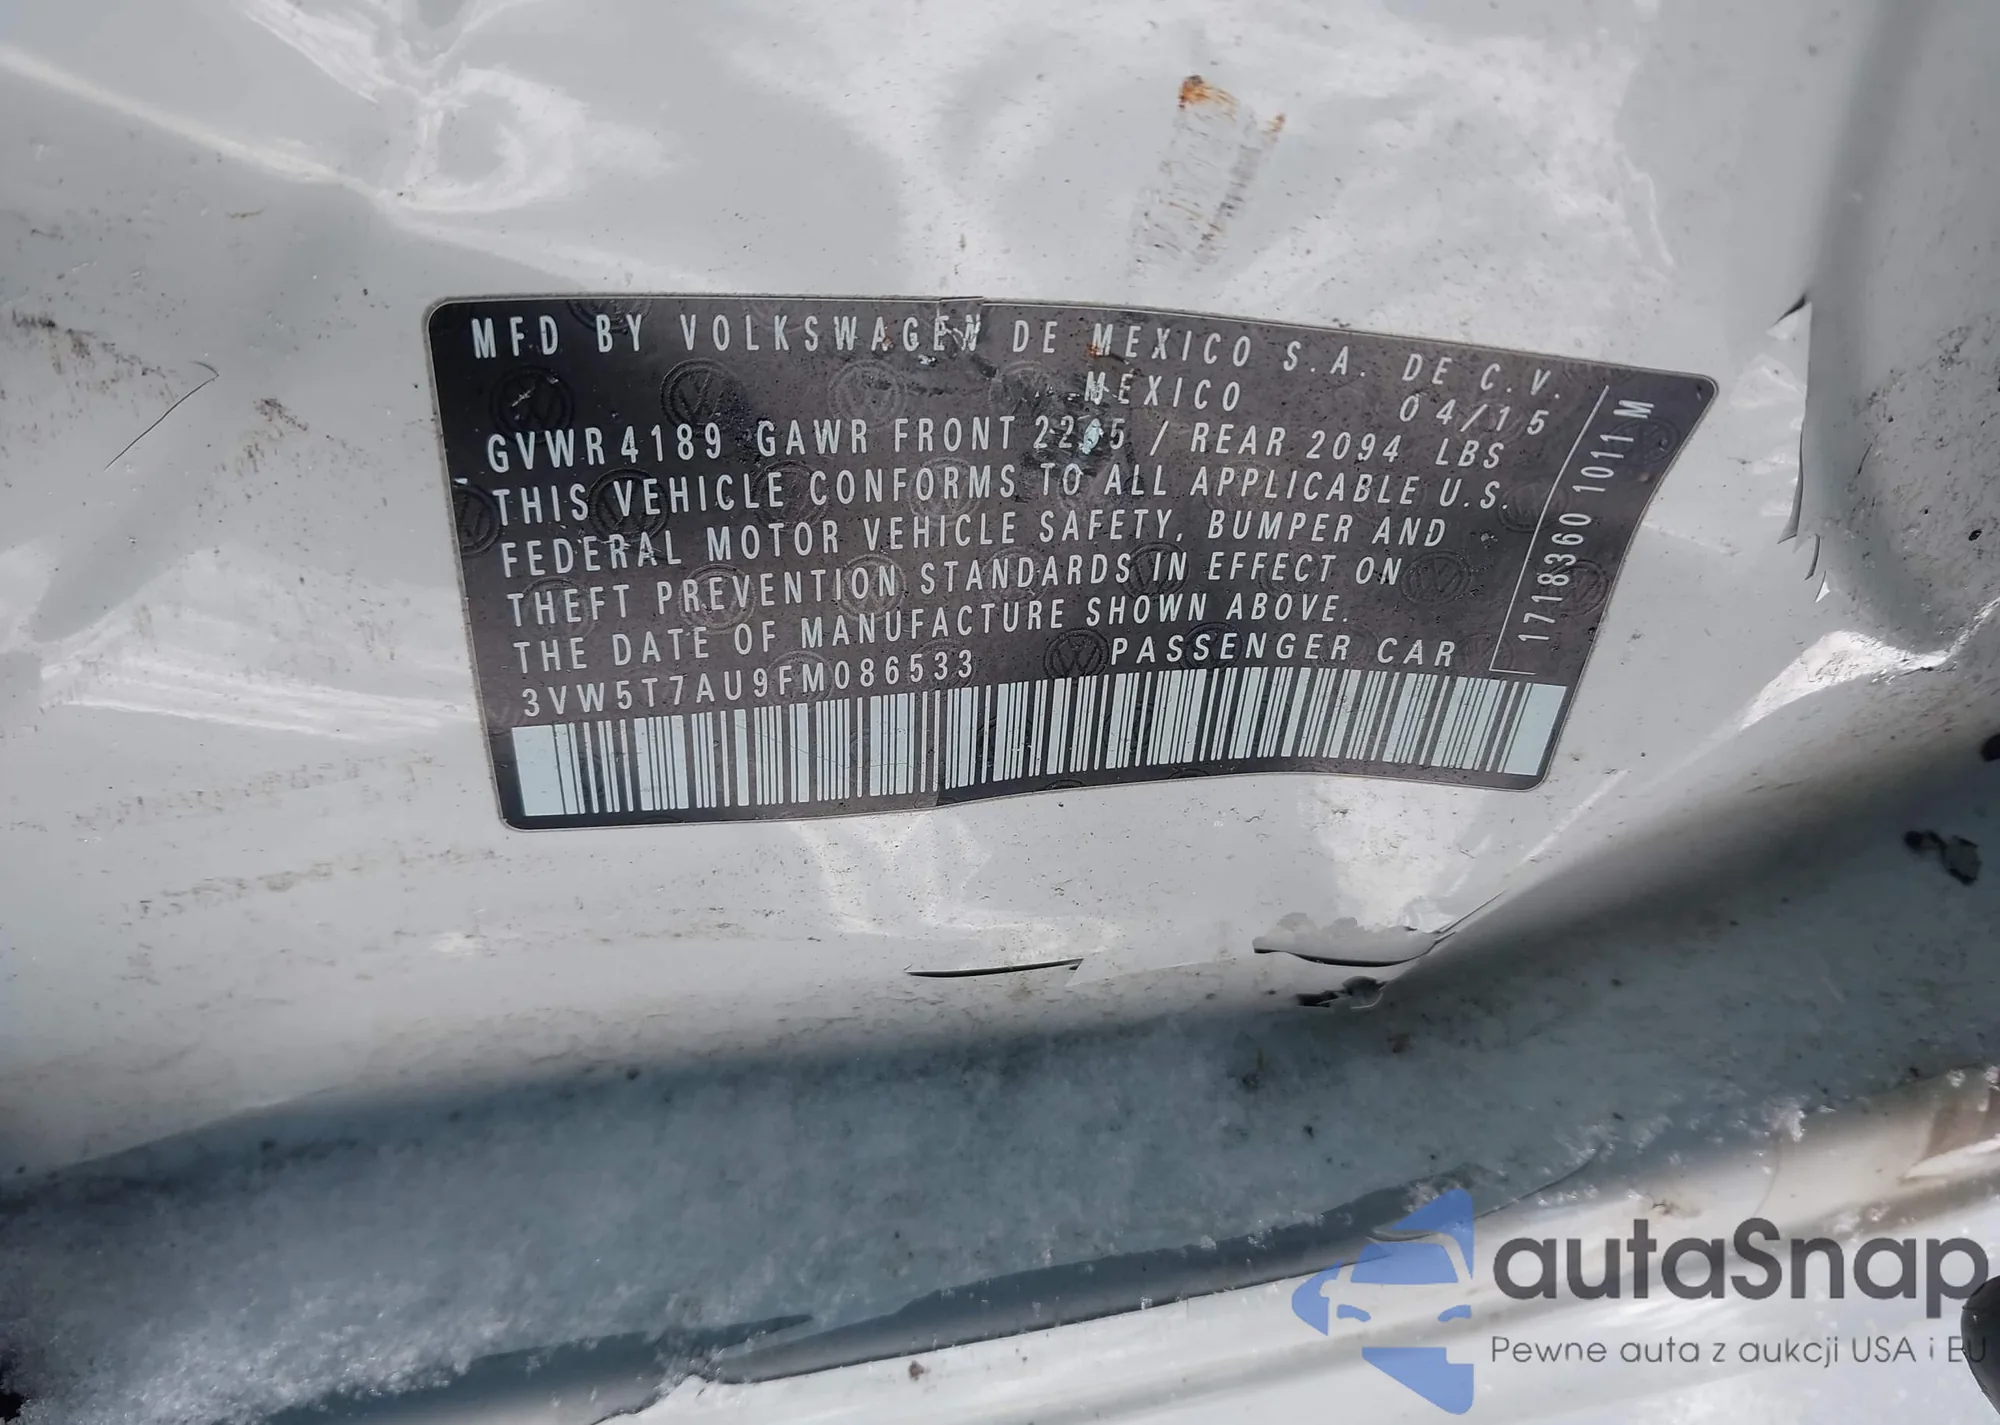 MFD BY VOLKSWAGEN DE MEXICO S.A. DE C.V.
MEXICO 04/15
GVWR 4189 GAWR FRONT / REAR 2094 LBS
THIS VEHICLE CONFORMS TO ALL APPLICABLE U.S.
FEDERAL MOTOR VEHICLE SAFETY, BUMPER AND
THEFT PREVENTION STANDARDS IN EFFECT ON
THE DATE OF MANUFACTURE SHOWN ABOVE.
3VW5T7AU9FM086533 PASSENGER CAR
1718360 1011 M
autaSnap
Pewne auta z aukcji USA i EU